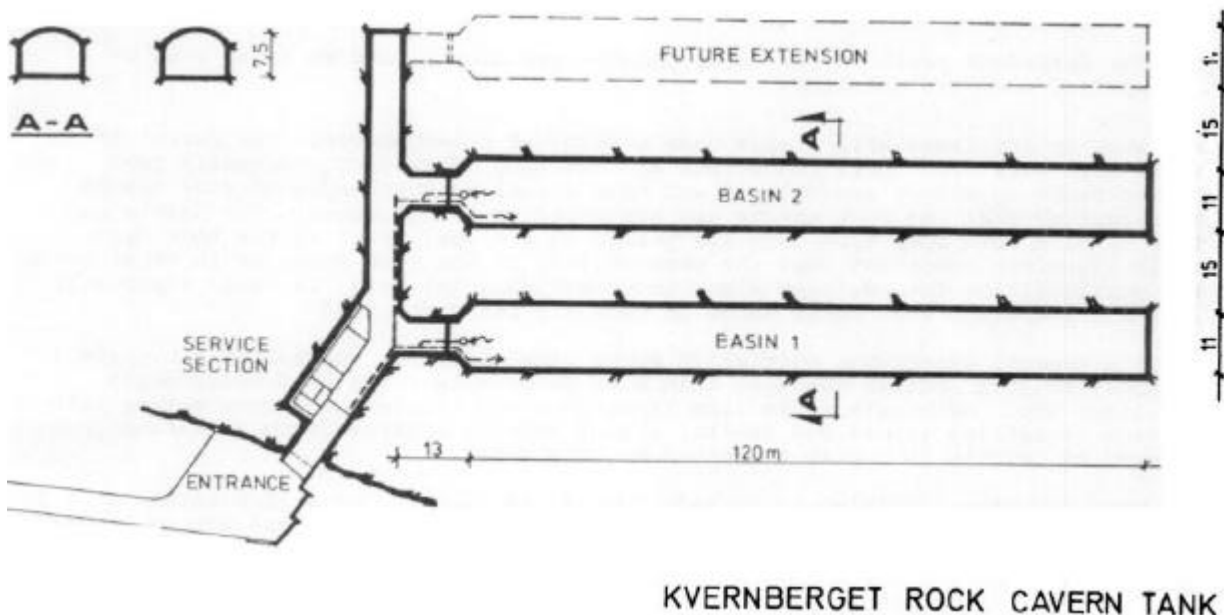 7,5
A-A
FUTURE EXTENSION
A
15
BASIN 2
11
15
SERVICE
SECTION
BASIN 1
11
A
13
120m
ENTRANCE
KVERNBERGET ROCK CAVERN TANK